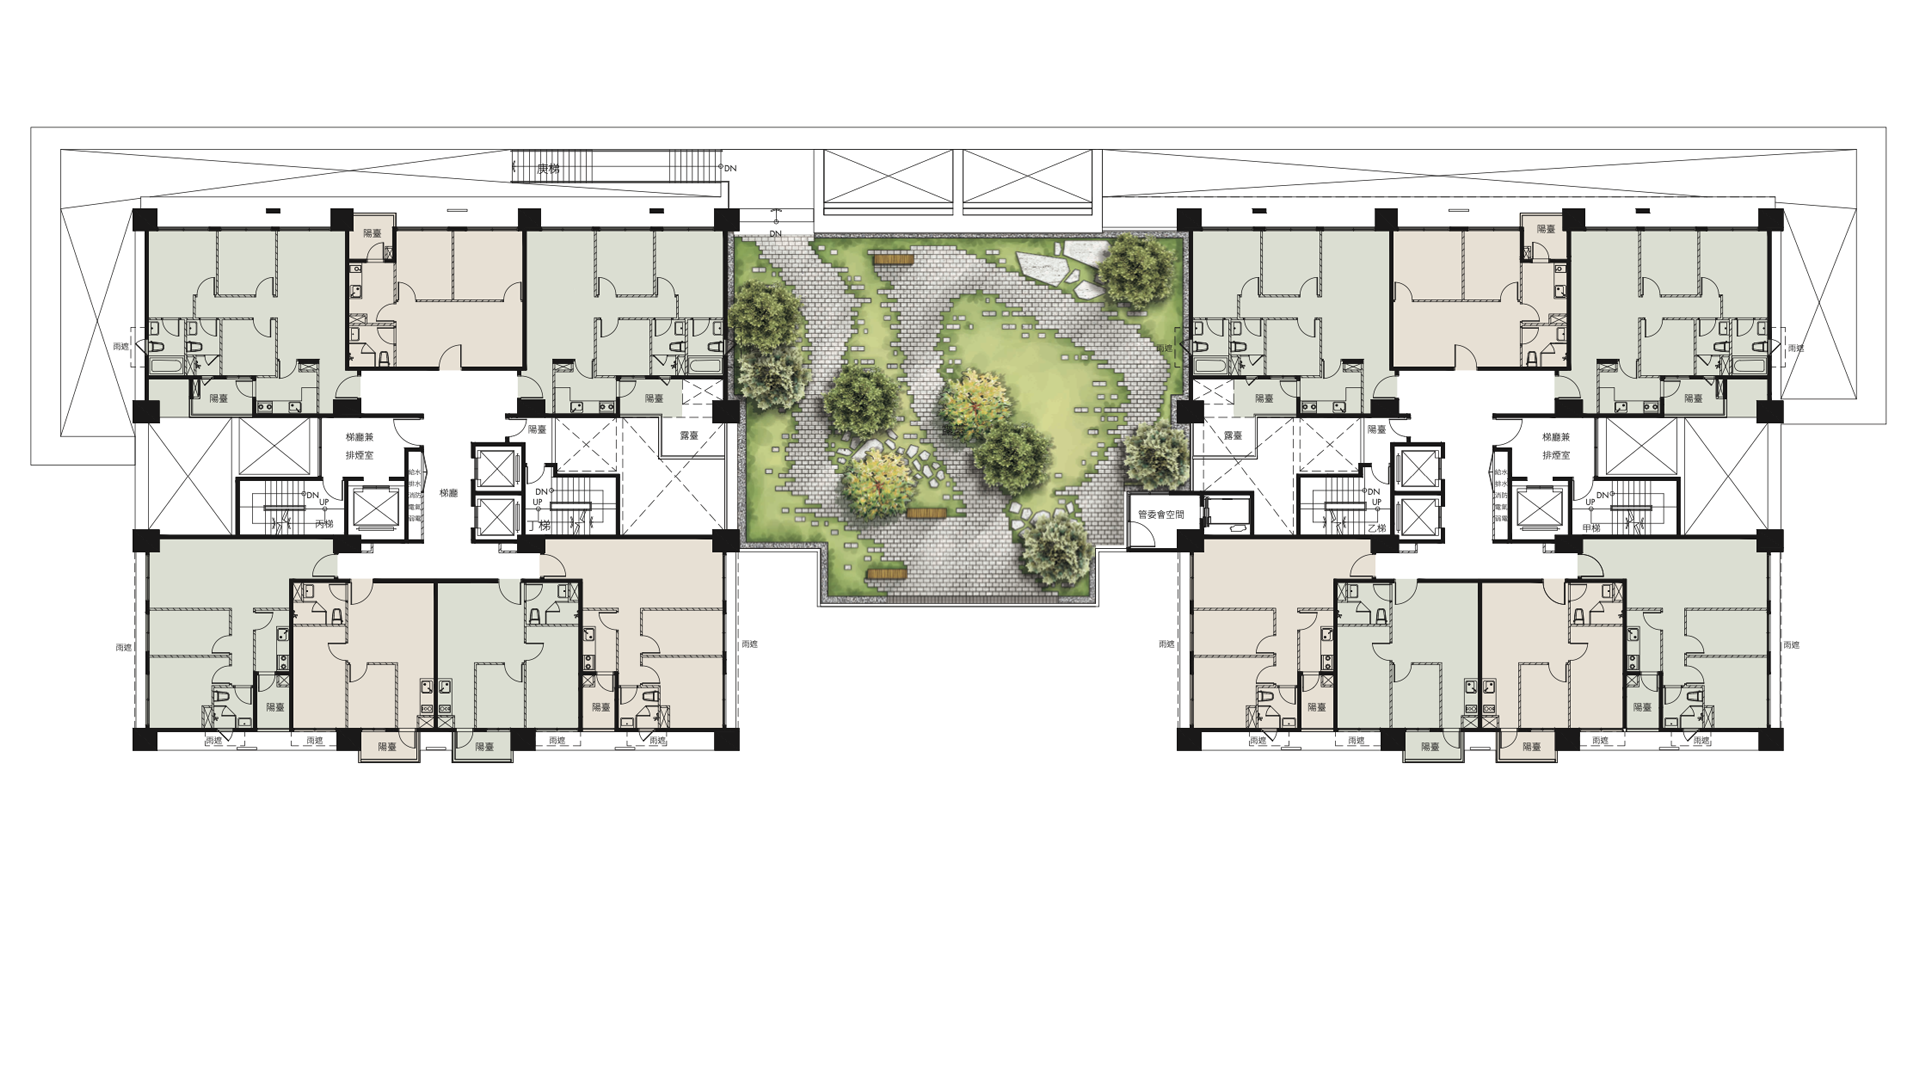 庚梯
DN
DN
陽臺
陽臺
雨遮
雨遮
雨遮
陽臺
陽臺
陽臺
陽臺
露臺
陽臺
露臺
陽臺
梯廳兼
排煙室
梯廳兼
排煙室
給水
排水
消防
電氣
弱電
梯廳
給水
排水
消防
電氣
弱電
DN
UP
丙梯
DN
UP
丁梯
管委會空間
DN
UP
乙梯
DN
UP
甲梯
雨遮
雨遮
雨遮
雨遮
陽臺
陽臺
陽臺
陽臺
雨遮
雨遮
陽臺
陽臺
雨遮
雨遮
雨遮
雨遮
陽臺
陽臺
雨遮
雨遮